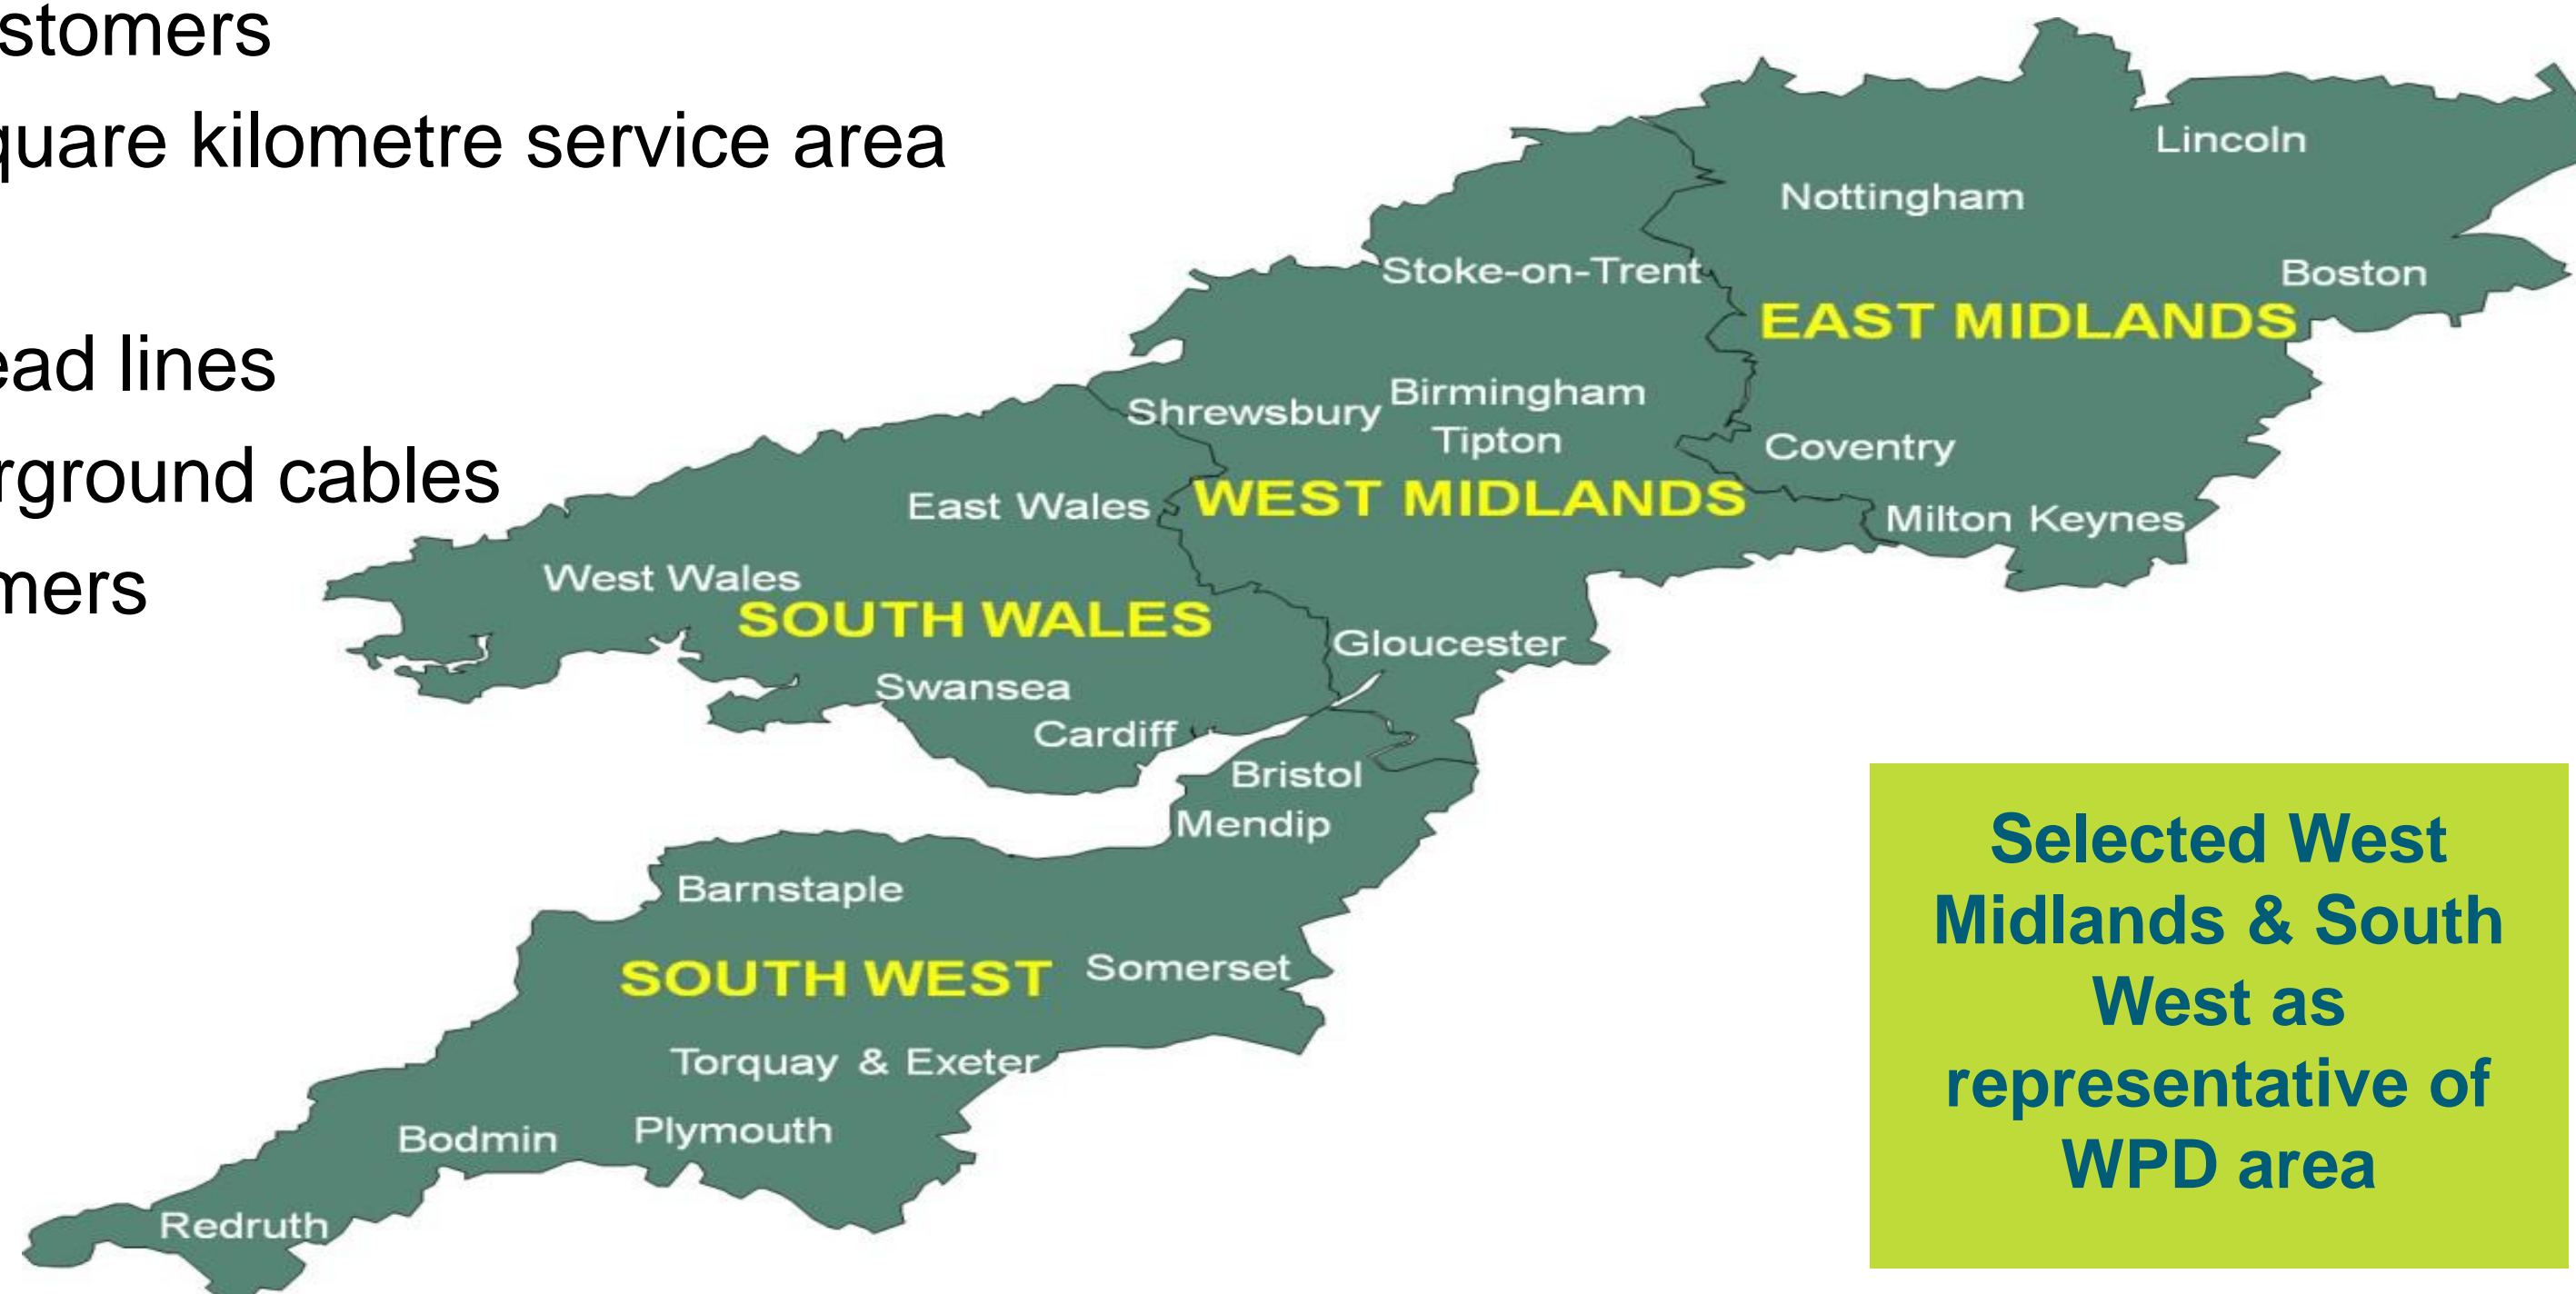 stomers
quare kilometre service area
ead lines
rground cables
mers
Lincoln
Nottingham
Stoke-on-Trent
Boston
EAST MIDLANDS
Birmingham
Shrewsbury
Tipton
Coventry
East Wales
WEST MIDLANDS
Milton Keynes
West Wales
SOUTH WALES
Gloucester
Swansea
Cardiff
Bristol
Mendip
Barnstaple
SOUTH WEST
Somerset
Torquay & Exeter
Bodmin
Plymouth
Redruth
Selected West
Midlands & South
West as
representative of
WPD area